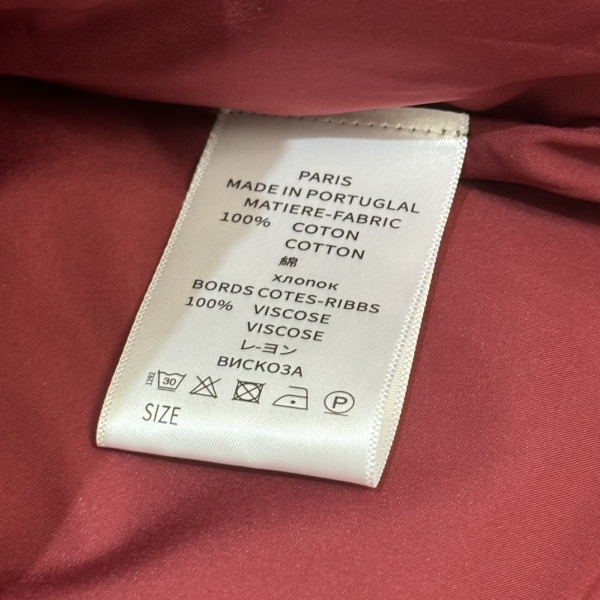 PARIS
MADE IN PORTUGLAL
MATIERE-FABRIC
100% COTON
COTTON
綿
хлопок
BORDS COTES-RIBBS
100% VISCOSE
VISCOSE
レ-ヨン
ВИСКОЗА
30 P
SIZE